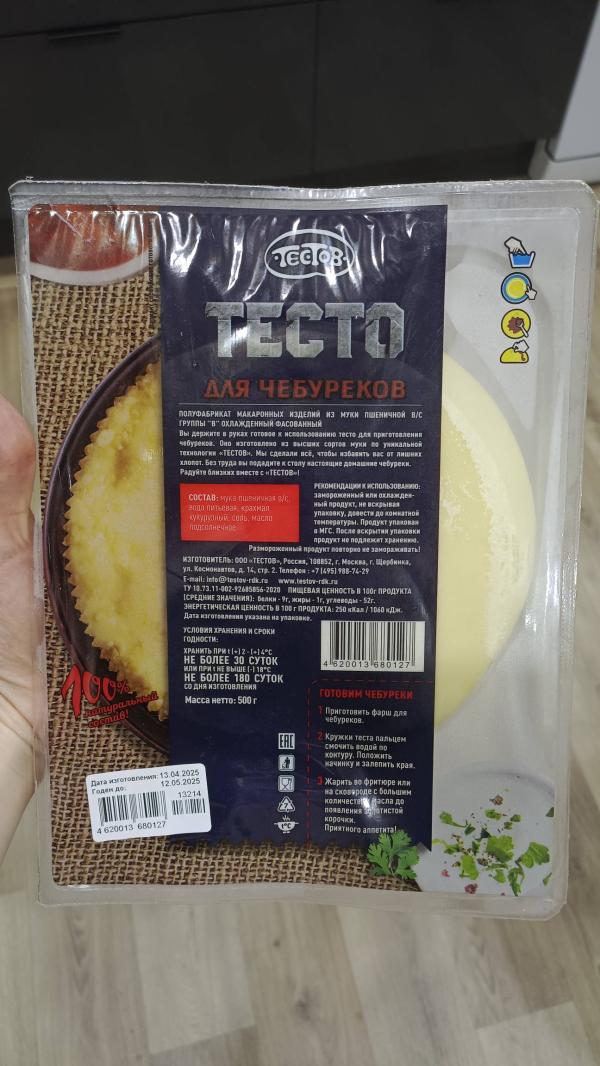 ТЕСТОВ
ТЕСТО
ДЛЯ ЧЕБУРЕКОВ
ПОЛУФАБРИКАТ МАКАРОННЫХ ИЗДЕЛИЙ ИЗ МУКИ ПШЕНИЧНОЙ В/С
ГРУППЫ "В" ОХЛАЖДЕННЫЙ ФАСОВАННЫЙ
Вы держите в руках готовое к использованию тесто для приготовления
чебуреков. Оно изготовлено из высших сортов муки по уникальной
технологии «ТЕСТОВ». Мы сделали всё, чтобы избавить вас от лишних
хлопот. Без труда вы подадите к столу настоящие домашние чебуреки.
Радуйте близких вместе с «ТЕСТОВ»!
СОСТАВ: мука пшеничная в/с,
вода питьевая, крахмал
кукурузный, соль, масло
подсолнечное.
РЕКОМЕНДАЦИИ К ИСПОЛЬЗОВАНИЮ:
замороженный или охлажден-
ный продукт, не вскрывая
упаковку, довести до комнатной
температуры. Продукт упакован
в МГС. После вскрытия упаковки
продукт не подлежит хранению.
Размороженный продукт повторно не замораживать!
ИЗГОТОВИТЕЛЬ: ООО «ТЕСТОВ», Россия, 108852, г. Москва, г. Щербинка,
ул. Космонавтов, д. 14, стр. 2. Телефон: +7 (495) 988-74-29
E-mail: info@testov-rdk.ru www.testov-rdk.ru
ТУ 10.73.11-002-92685856-2020 ПИЩЕВАЯ ЦЕННОСТЬ В 100г ПРОДУКТА
(СРЕДНИЕ ЗНАЧЕНИЯ): белки - 9г, жиры - 1г, углеводы - 52г.
ЭНЕРГЕТИЧЕСКАЯ ЦЕННОСТЬ В 100 г ПРОДУКТА: 250 кКал / 1060 кДж.
Дата изготовления указана на упаковке.
УСЛОВИЯ ХРАНЕНИЯ И СРОКИ
ГОДНОСТИ:
ХРАНИТЬ ПРИ t (+) 2 - (+) 4°C
НЕ БОЛЕЕ 30 СУТОК
ИЛИ ПРИ t НЕ ВЫШЕ (-) 18°C
НЕ БОЛЕЕ 180 СУТОК
СО ДНЯ ИЗГОТОВЛЕНИЯ
Масса нетто: 500 г
4 620013 680127
ГОТОВИМ ЧЕБУРЕКИ
1 Приготовить фарш для
чебуреков.
2 Кружки теста пальцем
смочить водой по
контуру. Положить
начинку и залепить края.
3 Жарить во фритюре или
на сковороде с большим
количеством масла до
появления золотистой
корочки.
Приятного аппетита!
EAC
t°C
100%
натуральный
состав!
Дата изготовления: 13.04.2025
Годен до: 12.05.2025
13214
4 620013 680127